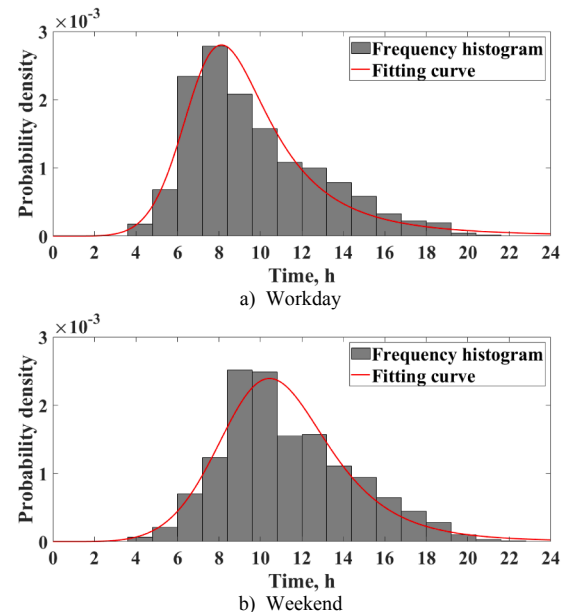 ×10⁻³
3
Frequency histogram
Fitting curve
2
1
0
Probability density
0 2 4 6 8 10 12 14 16 18 20 22 24
Time, h
a) Workday
×10⁻³
3
Frequency histogram
Fitting curve
2
1
0
Probability density
0 2 4 6 8 10 12 14 16 18 20 22 24
Time, h
b) Weekend